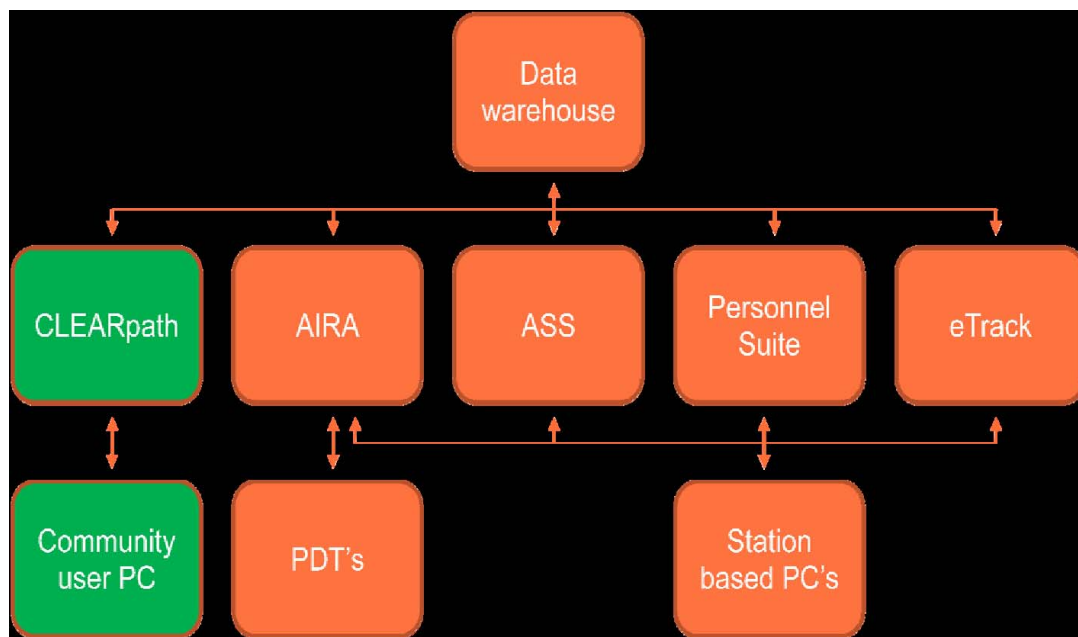 Data
warehouse
CLEARpath
AIRA
ASS
Personnel
Suite
eTrack
Community
user PC
PDT's
Station
based PC's